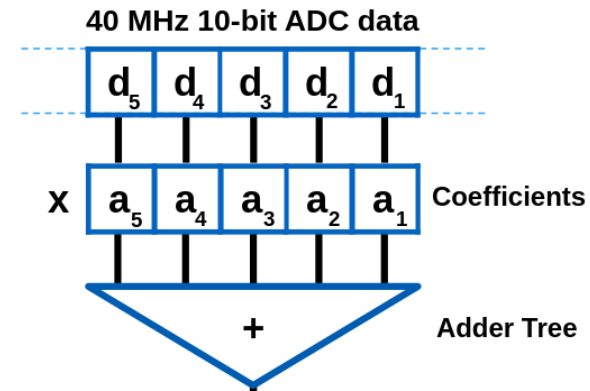 40 MHz 10-bit ADC data
d5 d4 d3 d2 d1
x a5 a4 a3 a2 a1 Coefficients
+ Adder Tree